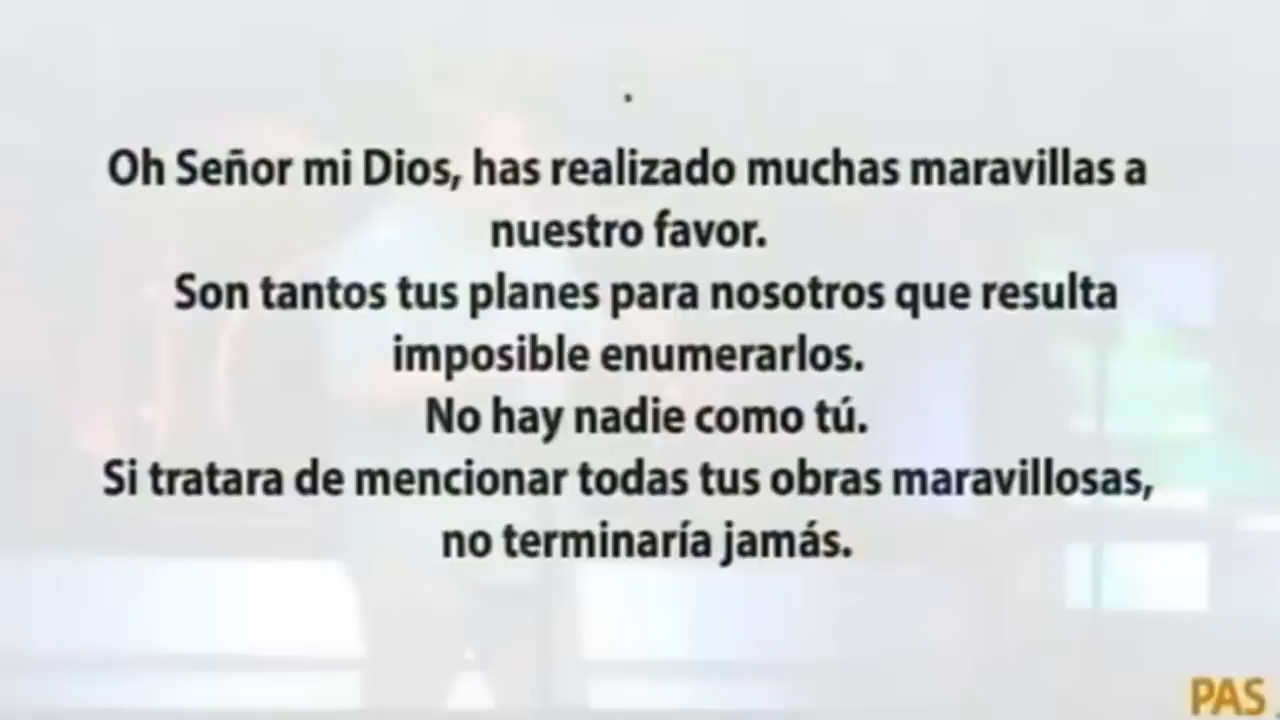 .
Oh Señor mi Dios, has realizado muchas maravillas a
nuestro favor.
Son tantos tus planes para nosotros que resulta
imposible enumerarlos.
No hay nadie como tú.
Si tratara de mencionar todas tus obras maravillosas,
no terminaría jamás.
PAS